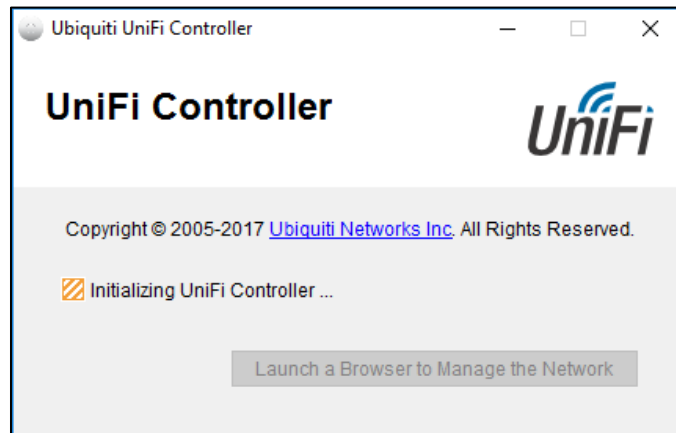 Ubiquiti UniFi Controller
UniFi Controller
UniFi
Copyright © 2005-2017 Ubiquiti Networks Inc. All Rights Reserved.
Initializing UniFi Controller ...
Launch a Browser to Manage the Network